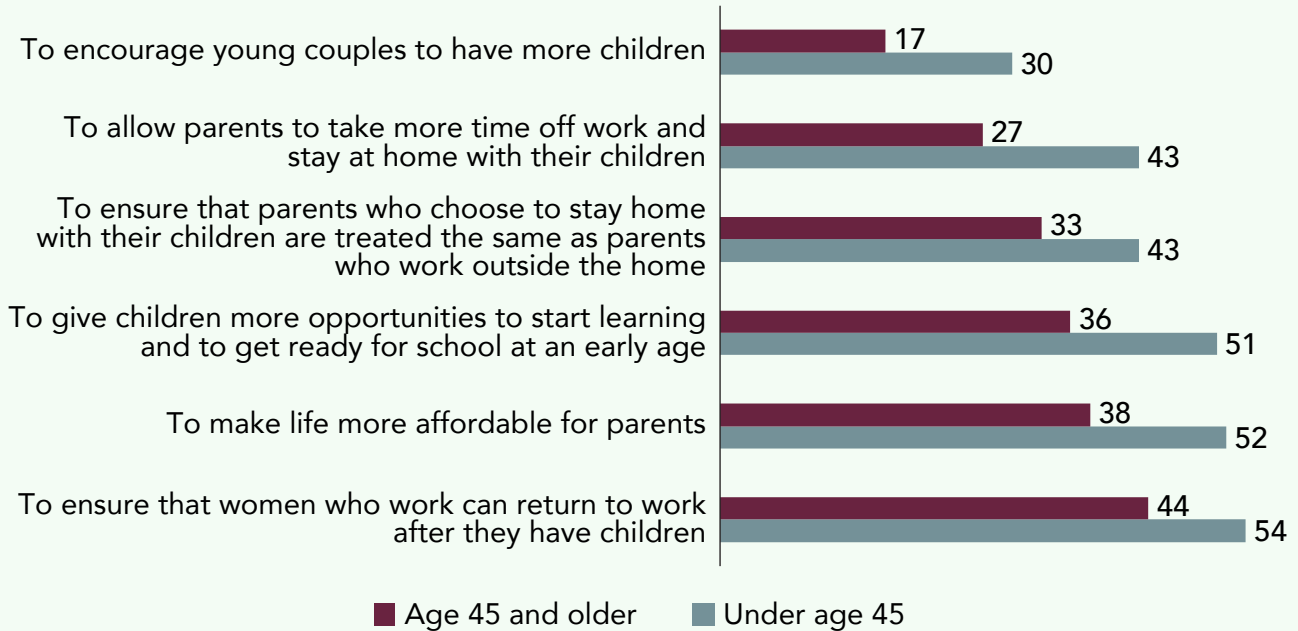 To encourage young couples to have more children
17
30
To allow parents to take more time off work and
stay at home with their children
27
43
To ensure that parents who choose to stay home
with their children are treated the same as parents
who work outside the home
33
43
To give children more opportunities to start learning
and to get ready for school at an early age
36
51
To make life more affordable for parents
38
52
To ensure that women who work can return to work
after they have children
44
54
Age 45 and older
Under age 45